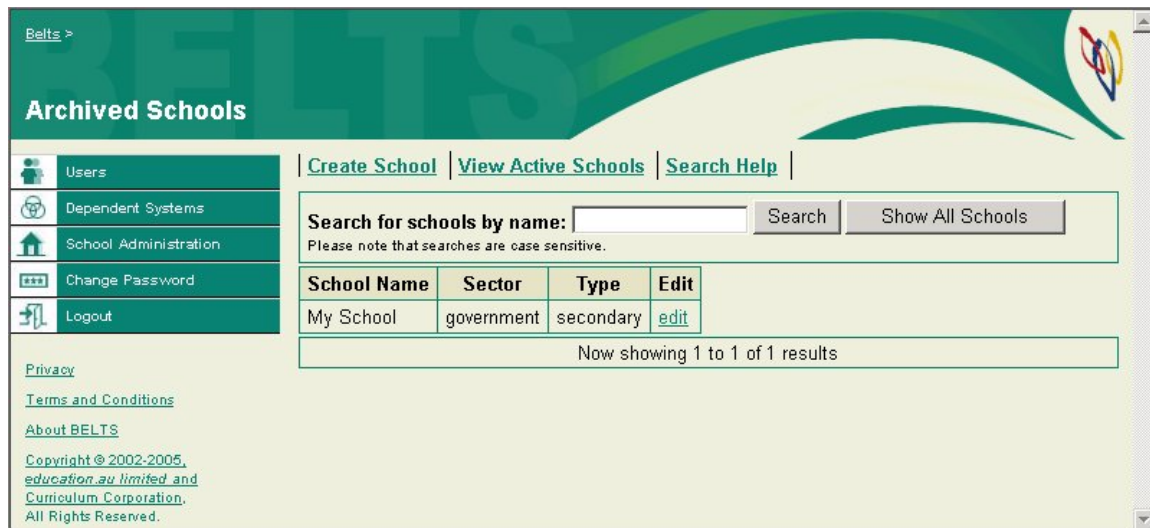 BELTS
Belts >
Archived Schools
Users
Dependent Systems
School Administration
Change Password
Logout
Privacy
Terms and Conditions
About BELTS
Copyright © 2002-2005,
education.au limited and
Curriculum Corporation,
All Rights Reserved.
Create School | View Active Schools | Search Help |
Search for schools by name: Search Show All Schools
Please note that searches are case sensitive.
School Name Sector Type Edit
My School government secondary edit
Now showing 1 to 1 of 1 results